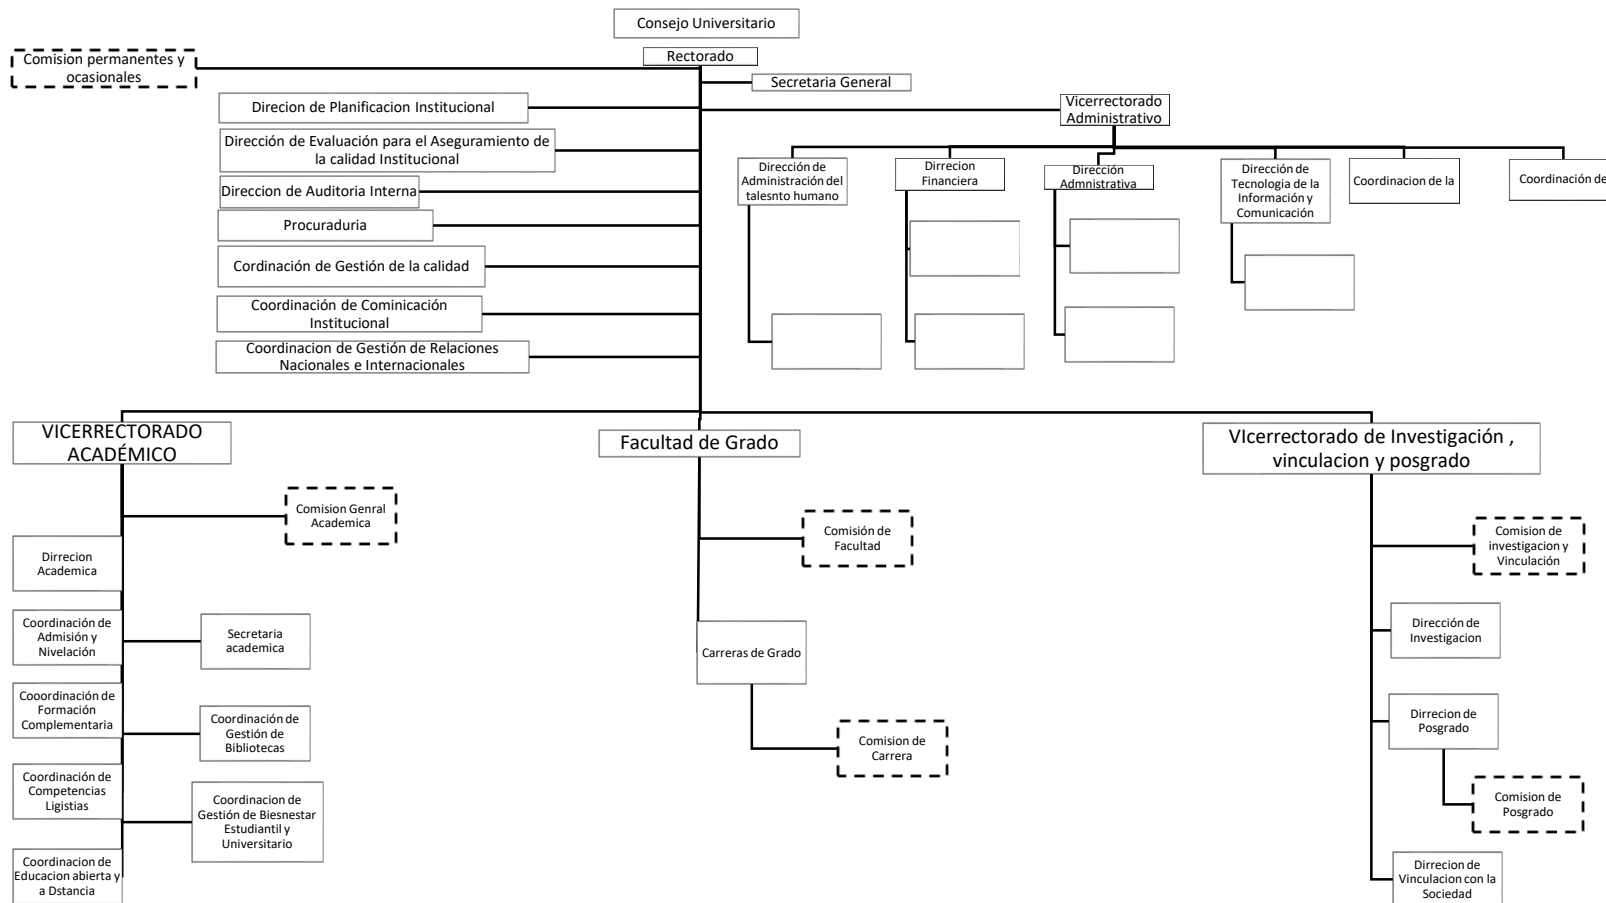 Consejo Universitario
Comision permanentes y
ocasionales
Rectorado
Secretaria General
Direcion de Planificacion Institucional
Vicerrectorado
Administrativo
Dirección de Evaluación para el Aseguramiento de
la calidad Institucional
Direccion de Auditoria Interna
Procuraduria
Cordinación de Gestión de la calidad
Coordinación de Cominicación
Institucional
Coordinacion de Gestión de Relaciones
Nacionales e Internacionales
Dirección de
Administración del
talesnto humano
Dirrecion
Financiera
Dirección
Admnistrativa
Dirección de
Tecnologia de la
Información y
Comunicación
Coordinacion de la
Coordinación de
VICERRECTORADO
ACADÉMICO
Facultad de Grado
VIcerrectorado de Investigación ,
vinculacion y posgrado
Comision Genral
Academica
Dirrecion
Academica
Coordinación de
Admisión y
Nivelación
Secretaria
academica
Cooordinación de
Formación
Complementaria
Coordinación de
Gestión de
Bibliotecas
Coordinación de
Competencias
Ligistias
Coordinacion de
Gestión de Biesnestar
Estudiantil y
Universitario
Coordinacion de
Educacion abierta y
a Dstancia
Comisión de
Facultad
Carreras de Grado
Comision de
Carrera
Comision de
investigacion y
Vinculación
Dirección de
Investigacion
Dirrecion de
Posgrado
Comision de
Posgrado
Dirrecion de
Vinculacion con la
Sociedad